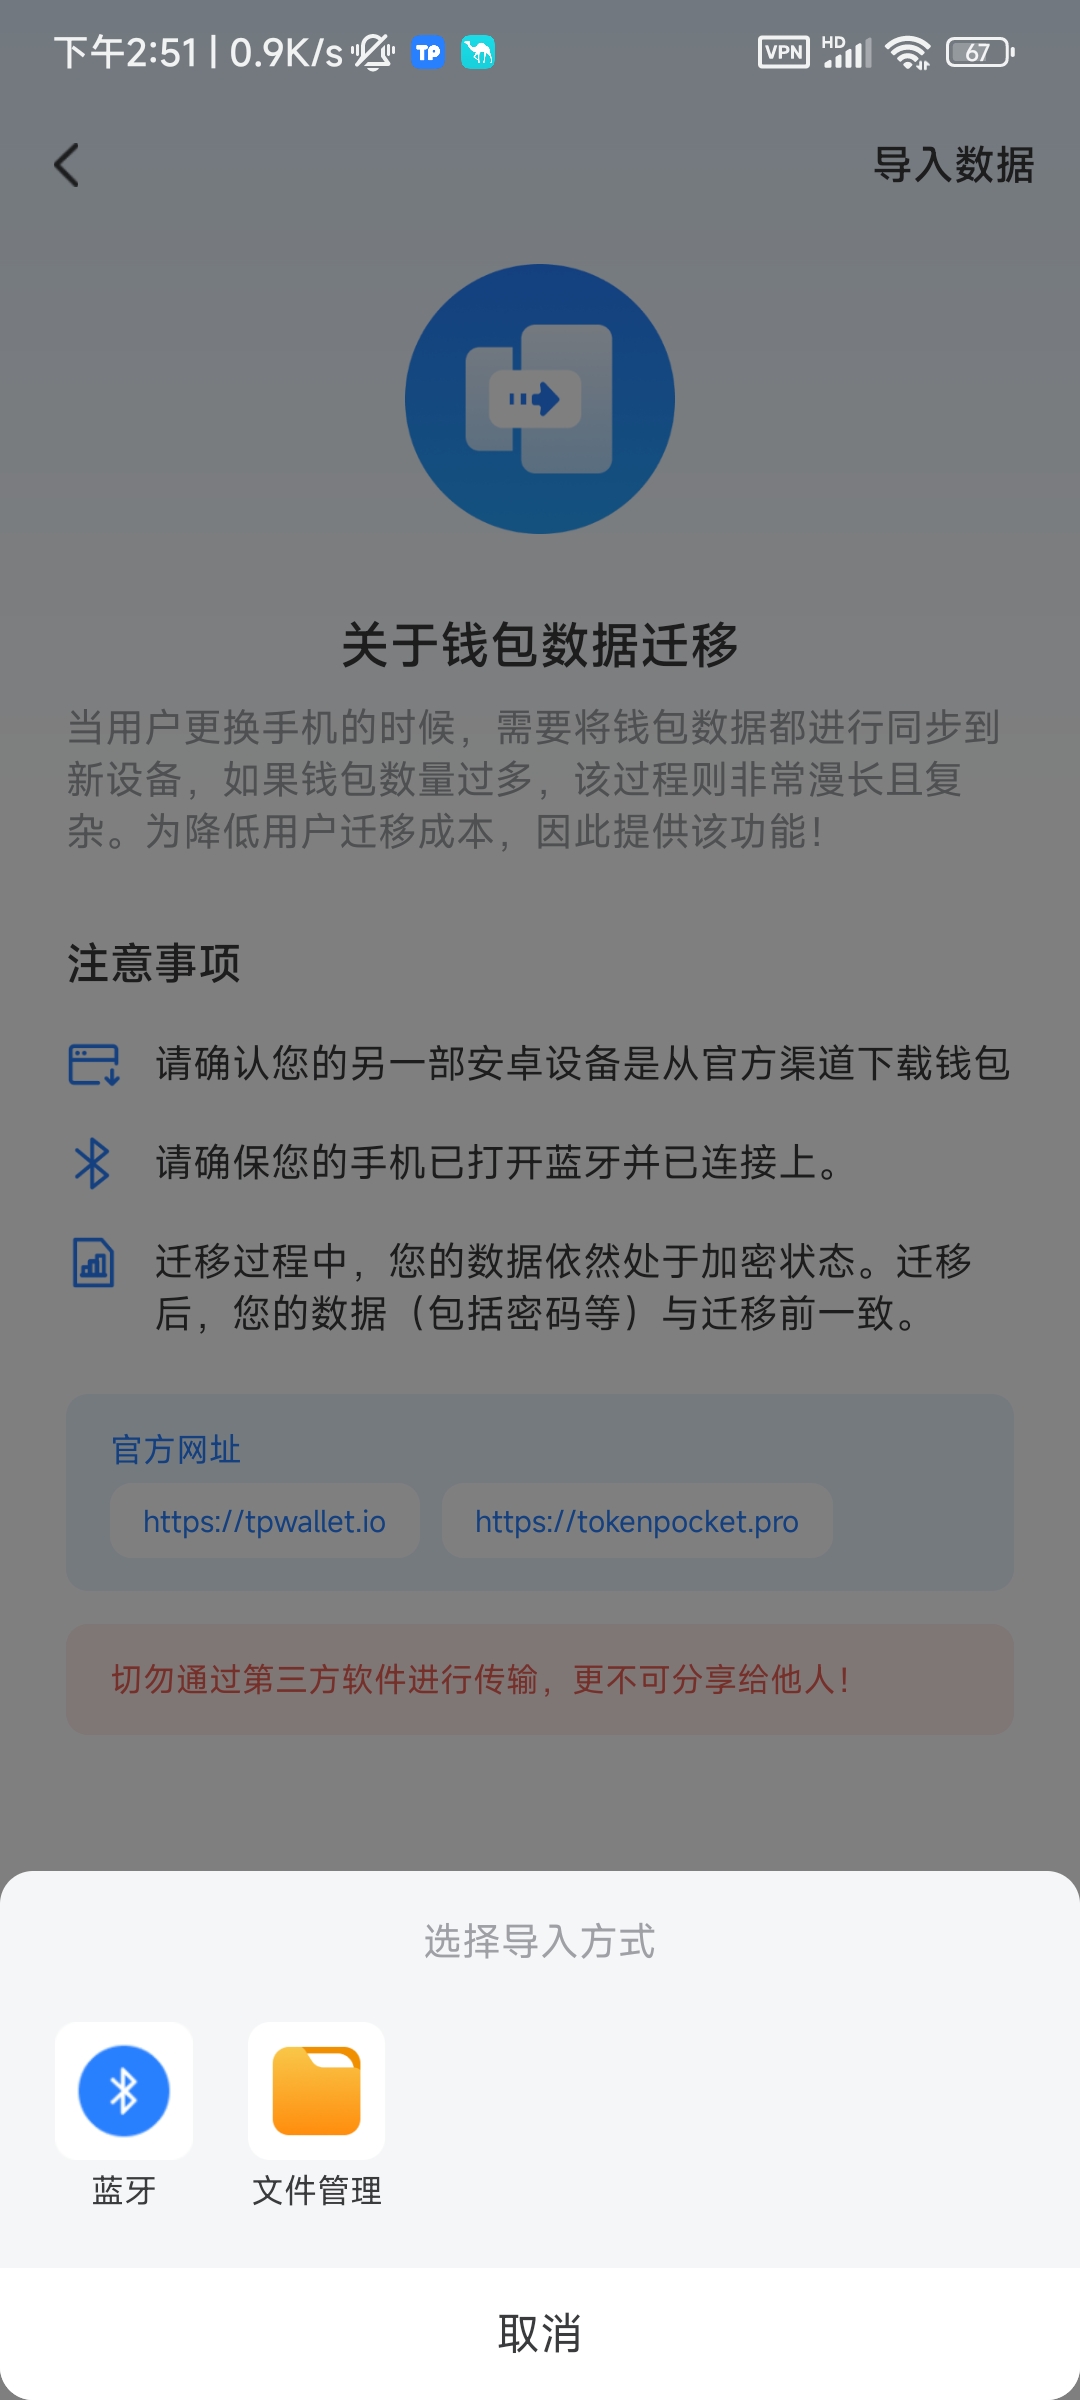 下午2:51 | 0.9K/s TP VPN HD 67
导入数据
关于钱包数据迁移
当用户更换手机的时候，需要将钱包数据都进行同步到
新设备，如果钱包数量过多，该过程则非常漫长且复
杂。为降低用户迁移成本，因此提供该功能！
注意事项
请确认您的另一部安卓设备是从官方渠道下载钱包
请确保您的手机已打开蓝牙并已连接上。
迁移过程中，您的数据依然处于加密状态。迁移
后，您的数据（包括密码等）与迁移前一致。
官方网址
https://tpwallet.io https://tokenpocket.pro
切勿通过第三方软件进行传输，更不可分享给他人！
选择导入方式
蓝牙 文件管理
取消